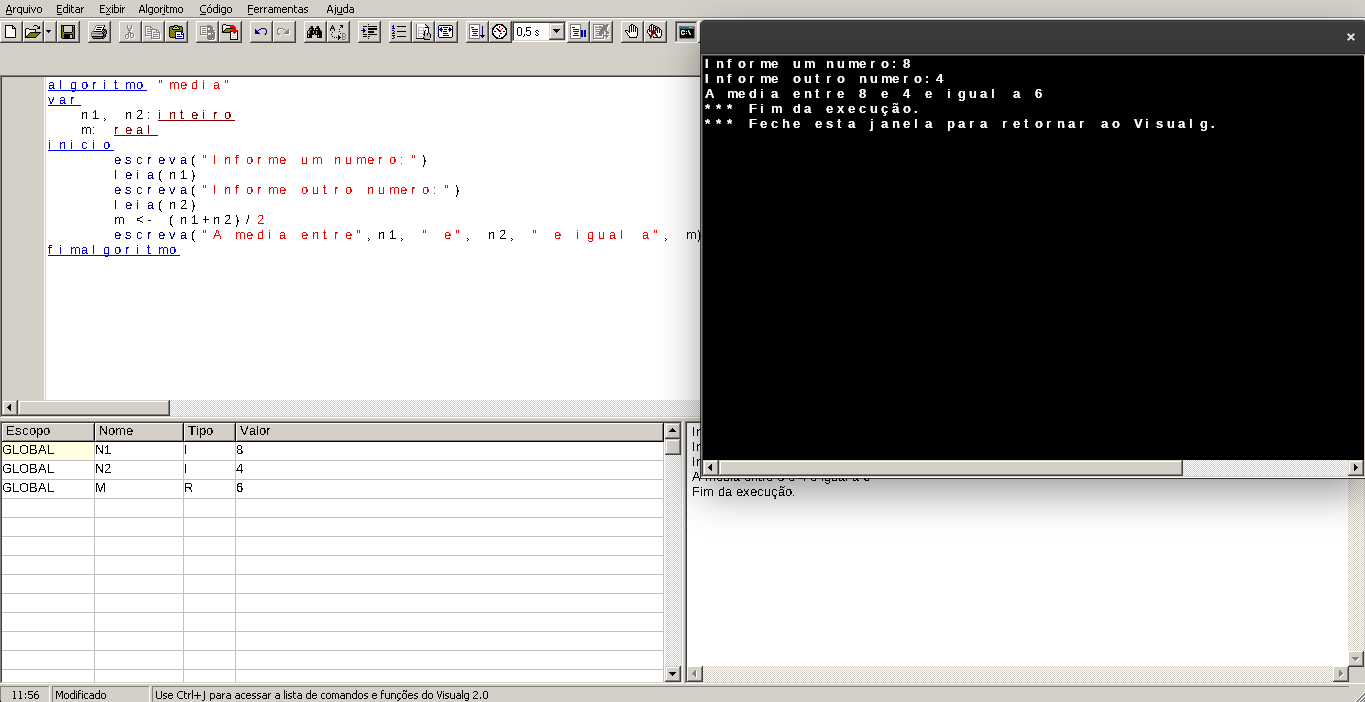 Arquivo Editar Exibir Algoritmo Código Ferramentas Ajuda
0,5 s
algoritmo "media"
var
n1, n2:inteiro
m: real
inicio
escreva("Informe um numero:")
leia(n1)
escreva("Informe outro numero:")
leia(n2)
m <- (n1+n2)/2
escreva("A media entre",n1, " e", n2, " e igual a", m)
fimalgoritmo
Informe um numero:8
Informe outro numero:4
A media entre 8 e 4 e igual a 6
*** Fim da execução.
*** Feche esta janela para retornar ao Visualg.
Escopo Nome Tipo Valor
GLOBAL N1 I 8
GLOBAL N2 I 4
GLOBAL M R 6
Fim da execução.
11:56 Modificado Use Ctrl+J para acessar a lista de comandos e funções do Visualg 2.0